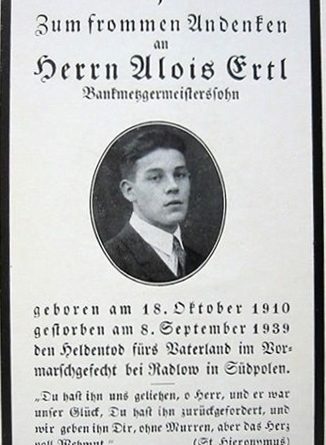 Zum frommen Andenken
an
Herrn Alois Ertl
Bankmetzgermeisterssohn
geboren am 18. Oktober 1910
gestorben am 8. September 1939
den Heldentod fürs Vaterland im Vor-
marschgefecht bei Radlow in Südpolen.
„Du hast ihn uns geliehen, o Herr, und er war
unser Glück, Du hast ihn zurückgefordert, und
wir geben ihn Dir, ohne Murren, aber das Herz
voll Wehmut." (St. Hieronymus)